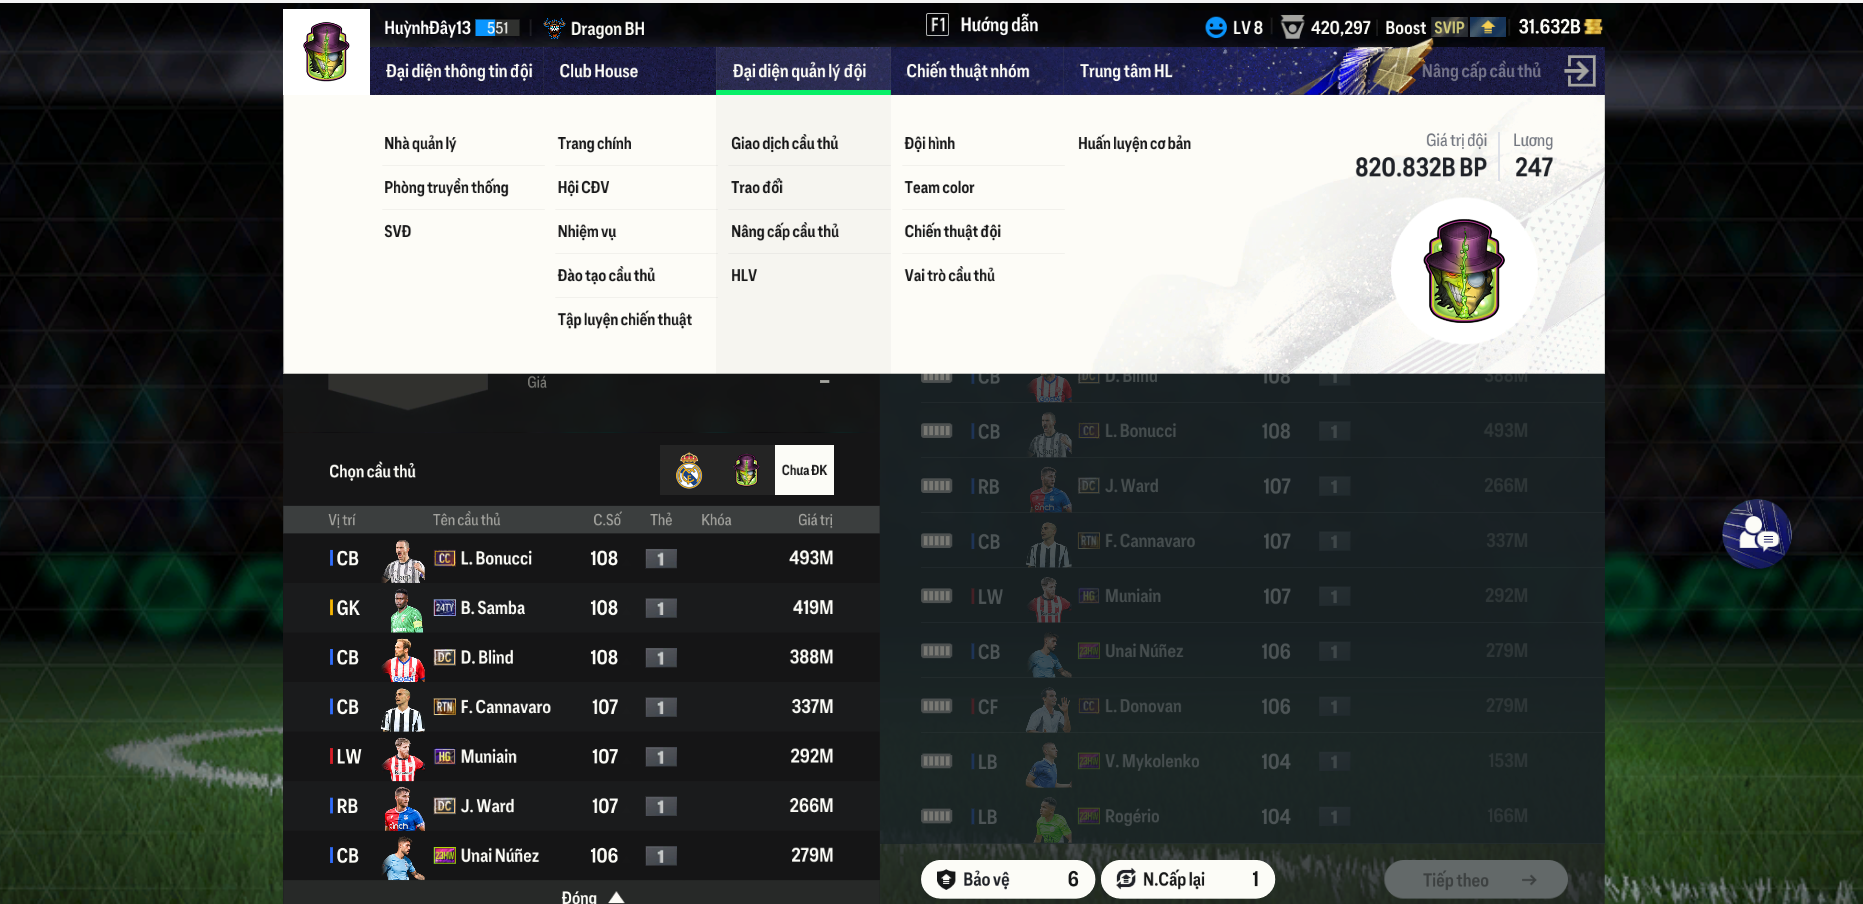 HuỳnhĐây13 551 Dragon BH F1 Hướng dẫn LV 8 420,297 Boost SVIP 31.632B
Đại diện thông tin đội Club House Đại diện quản lý đội Chiến thuật nhóm Trung tâm HL Nâng cấp cầu thủ
Nhà quản lý Trang chính Giao dịch cầu thủ Đội hình Huấn luyện cơ bản Giá trị đội Lương
820.832B BP 247
Phòng truyền thống Hội CĐV Trao đổi Team color
SVĐ Nhiệm vụ Nâng cấp cầu thủ Chiến thuật đội
Đào tạo cầu thủ HLV Vai trò cầu thủ
Tập luyện chiến thuật
Giá –
Chọn cầu thủ Chưa ĐK
Vị trí Tên cầu thủ C.Số Thẻ Khóa Giá trị
CB CC L. Bonucci 108 1 493M
GK 24TY B. Samba 108 1 419M
CB DC D. Blind 108 1 388M
CB RTN F. Cannavaro 107 1 337M
LW HG Muniain 107 1 292M
RB DC J. Ward 107 1 266M
CB 23HW Unai Núñez 106 1 279M
Đóng
CB DC D. Blind 108 1 388M
CB CC L. Bonucci 108 1 493M
RB DC J. Ward 107 1 266M
CB RTN F. Cannavaro 107 1 337M
LW HG Muniain 107 1 292M
CB 23HW Unai Núñez 106 1 279M
CF CC L. Donovan 106 1 279M
LB 23HW V. Mykolenko 104 1 153M
LB 23HW Rogério 104 1 166M
Bảo vệ 6 N.Cấp lại 1 Tiếp theo